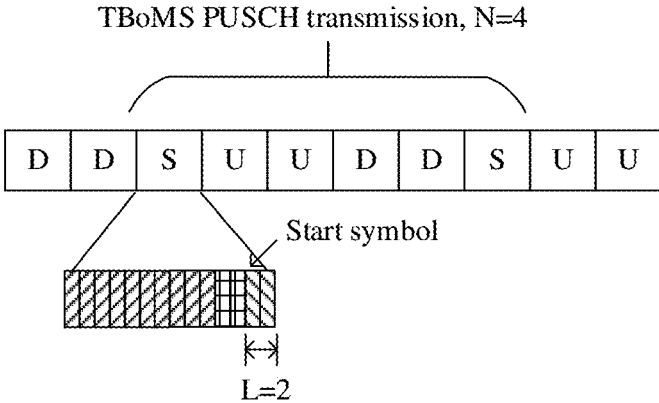 TBoMS PUSCH transmission, N=4
D D S U U D D S U U
Start symbol
L=2